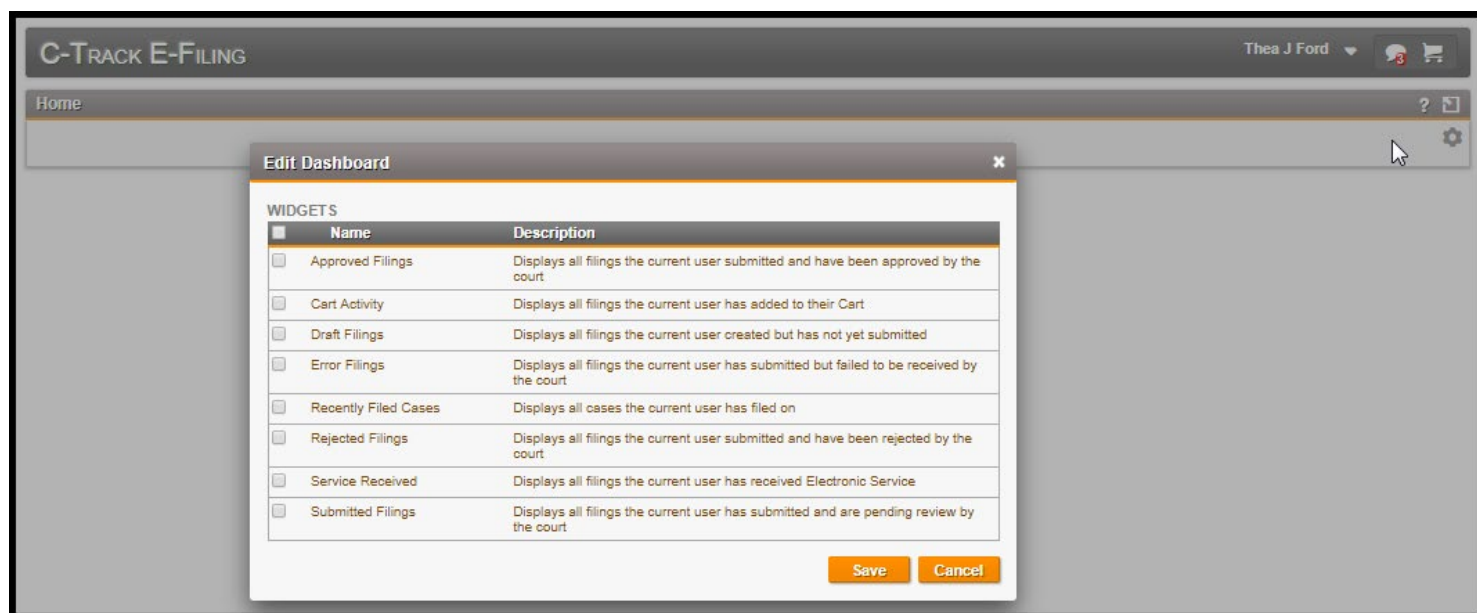 C-TRACK E-FILING
Thea J Ford
3
Home
?
Edit Dashboard
WIDGETS
Name Description
Approved Filings Displays all filings the current user submitted and have been approved by the
court
Cart Activity Displays all filings the current user has added to their Cart
Draft Filings Displays all filings the current user created but has not yet submitted
Error Filings Displays all filings the current user has submitted but failed to be received by
the court
Recently Filed Cases Displays all cases the current user has filed on
Rejected Filings Displays all filings the current user submitted and have been rejected by the
court
Service Received Displays all filings the current user has received Electronic Service
Submitted Filings Displays all filings the current user has submitted and are pending review by
the court
Save Cancel